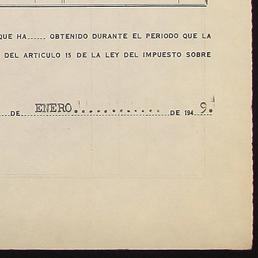 QUE HA..... OBTENIDO DURANTE EL PERIODO QUE LA
DEL ARTICULO 15 DE LA LEY DEL IMPUESTO SOBRE
DE ENERO............ DE 194 9.